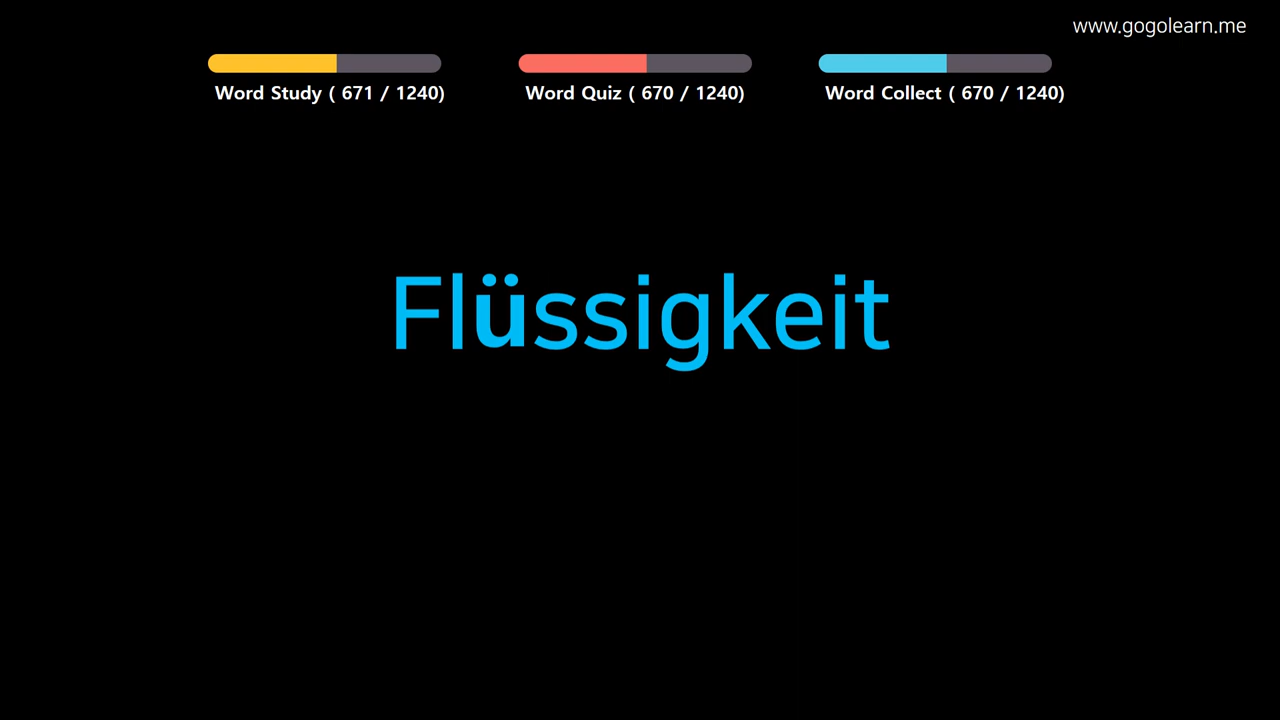 www.gogolearn.me
Word Study ( 671 / 1240)
Word Quiz ( 670 / 1240)
Word Collect ( 670 / 1240)
Flüssigkeit